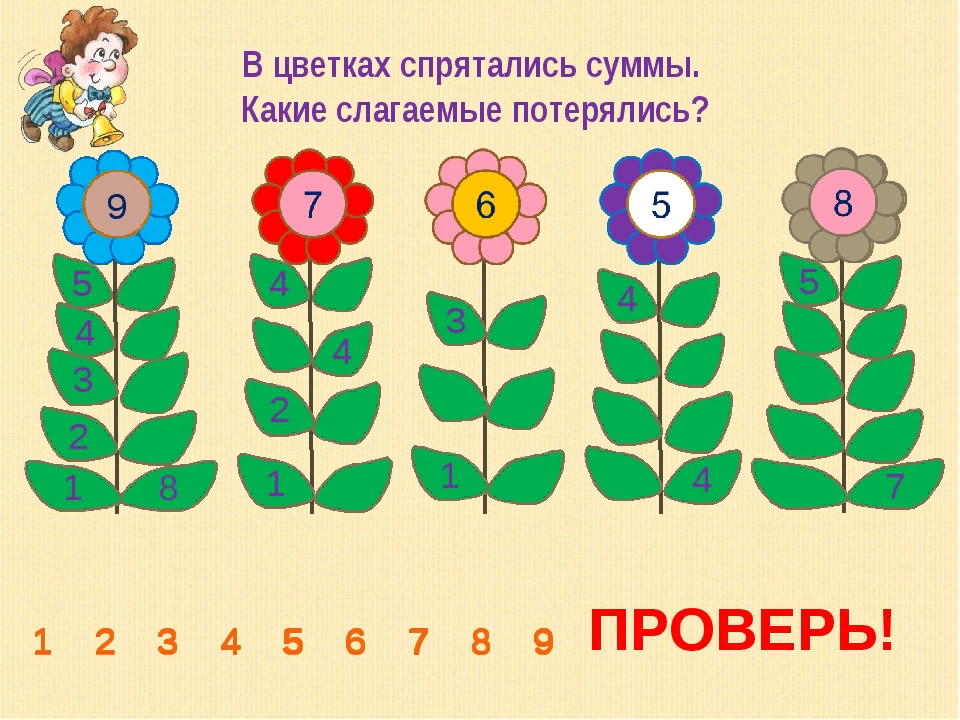 В цветках спрятались суммы.
Какие слагаемые потерялись?
9 7 6 5 8
5 4 3 4 5
4 4
3 2
2
1 8 1 1 4 7
1 2 3 4 5 6 7 8 9 ПРОВЕРЬ!